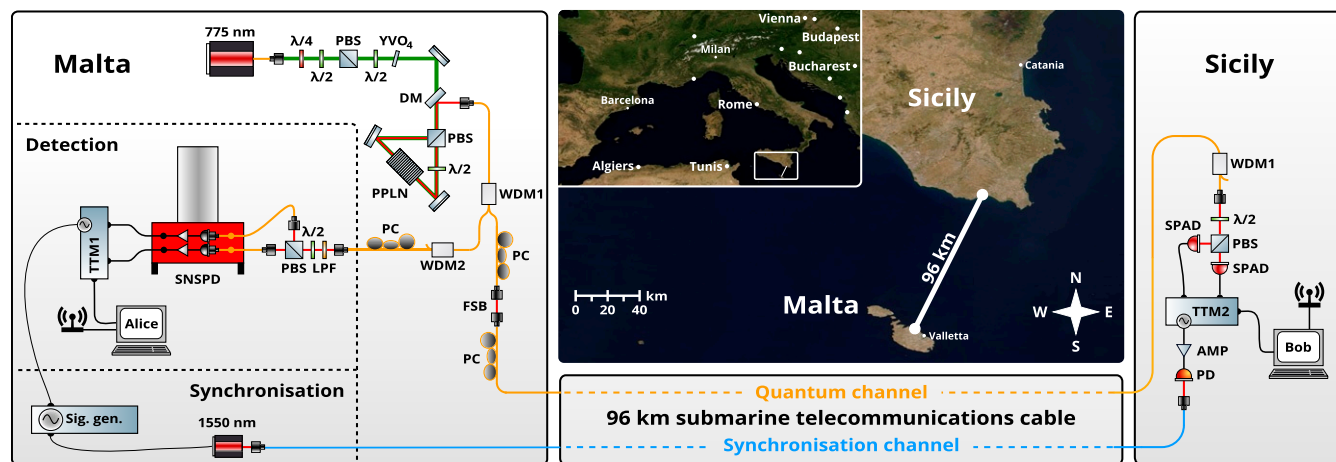 Malta
775 nm
λ/4
λ/2
PBS
λ/2
YVO4
DM
PBS
λ/2
PPLN
WDM1
Detection
TTM1
SNSPD
PBS
λ/2
LPF
PC
WDM2
PC
FSB
PC
Alice
Synchronisation
Sig. gen.
1550 nm
Vienna
Budapest
Milan
Bucharest
Barcelona
Rome
Algiers
Tunis
Catania
Sicily
96 km
Malta
Valletta
km
0 20 40
N
W E
S
Quantum channel
96 km submarine telecommunications cable
Synchronisation channel
Sicily
WDM1
λ/2
SPAD
PBS
SPAD
TTM2
AMP
PD
Bob